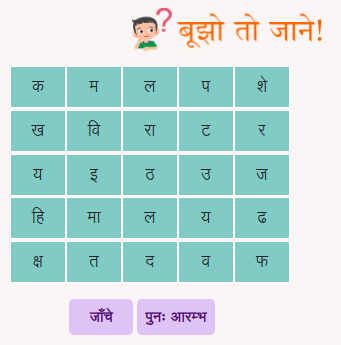 ? बूझो तो जाने!
क म ल प शे
ख वि रा ट र
य इ ठ उ ज
हि मा ल य ढ
क्ष त द व फ
जाँचे पुनः आरम्भ